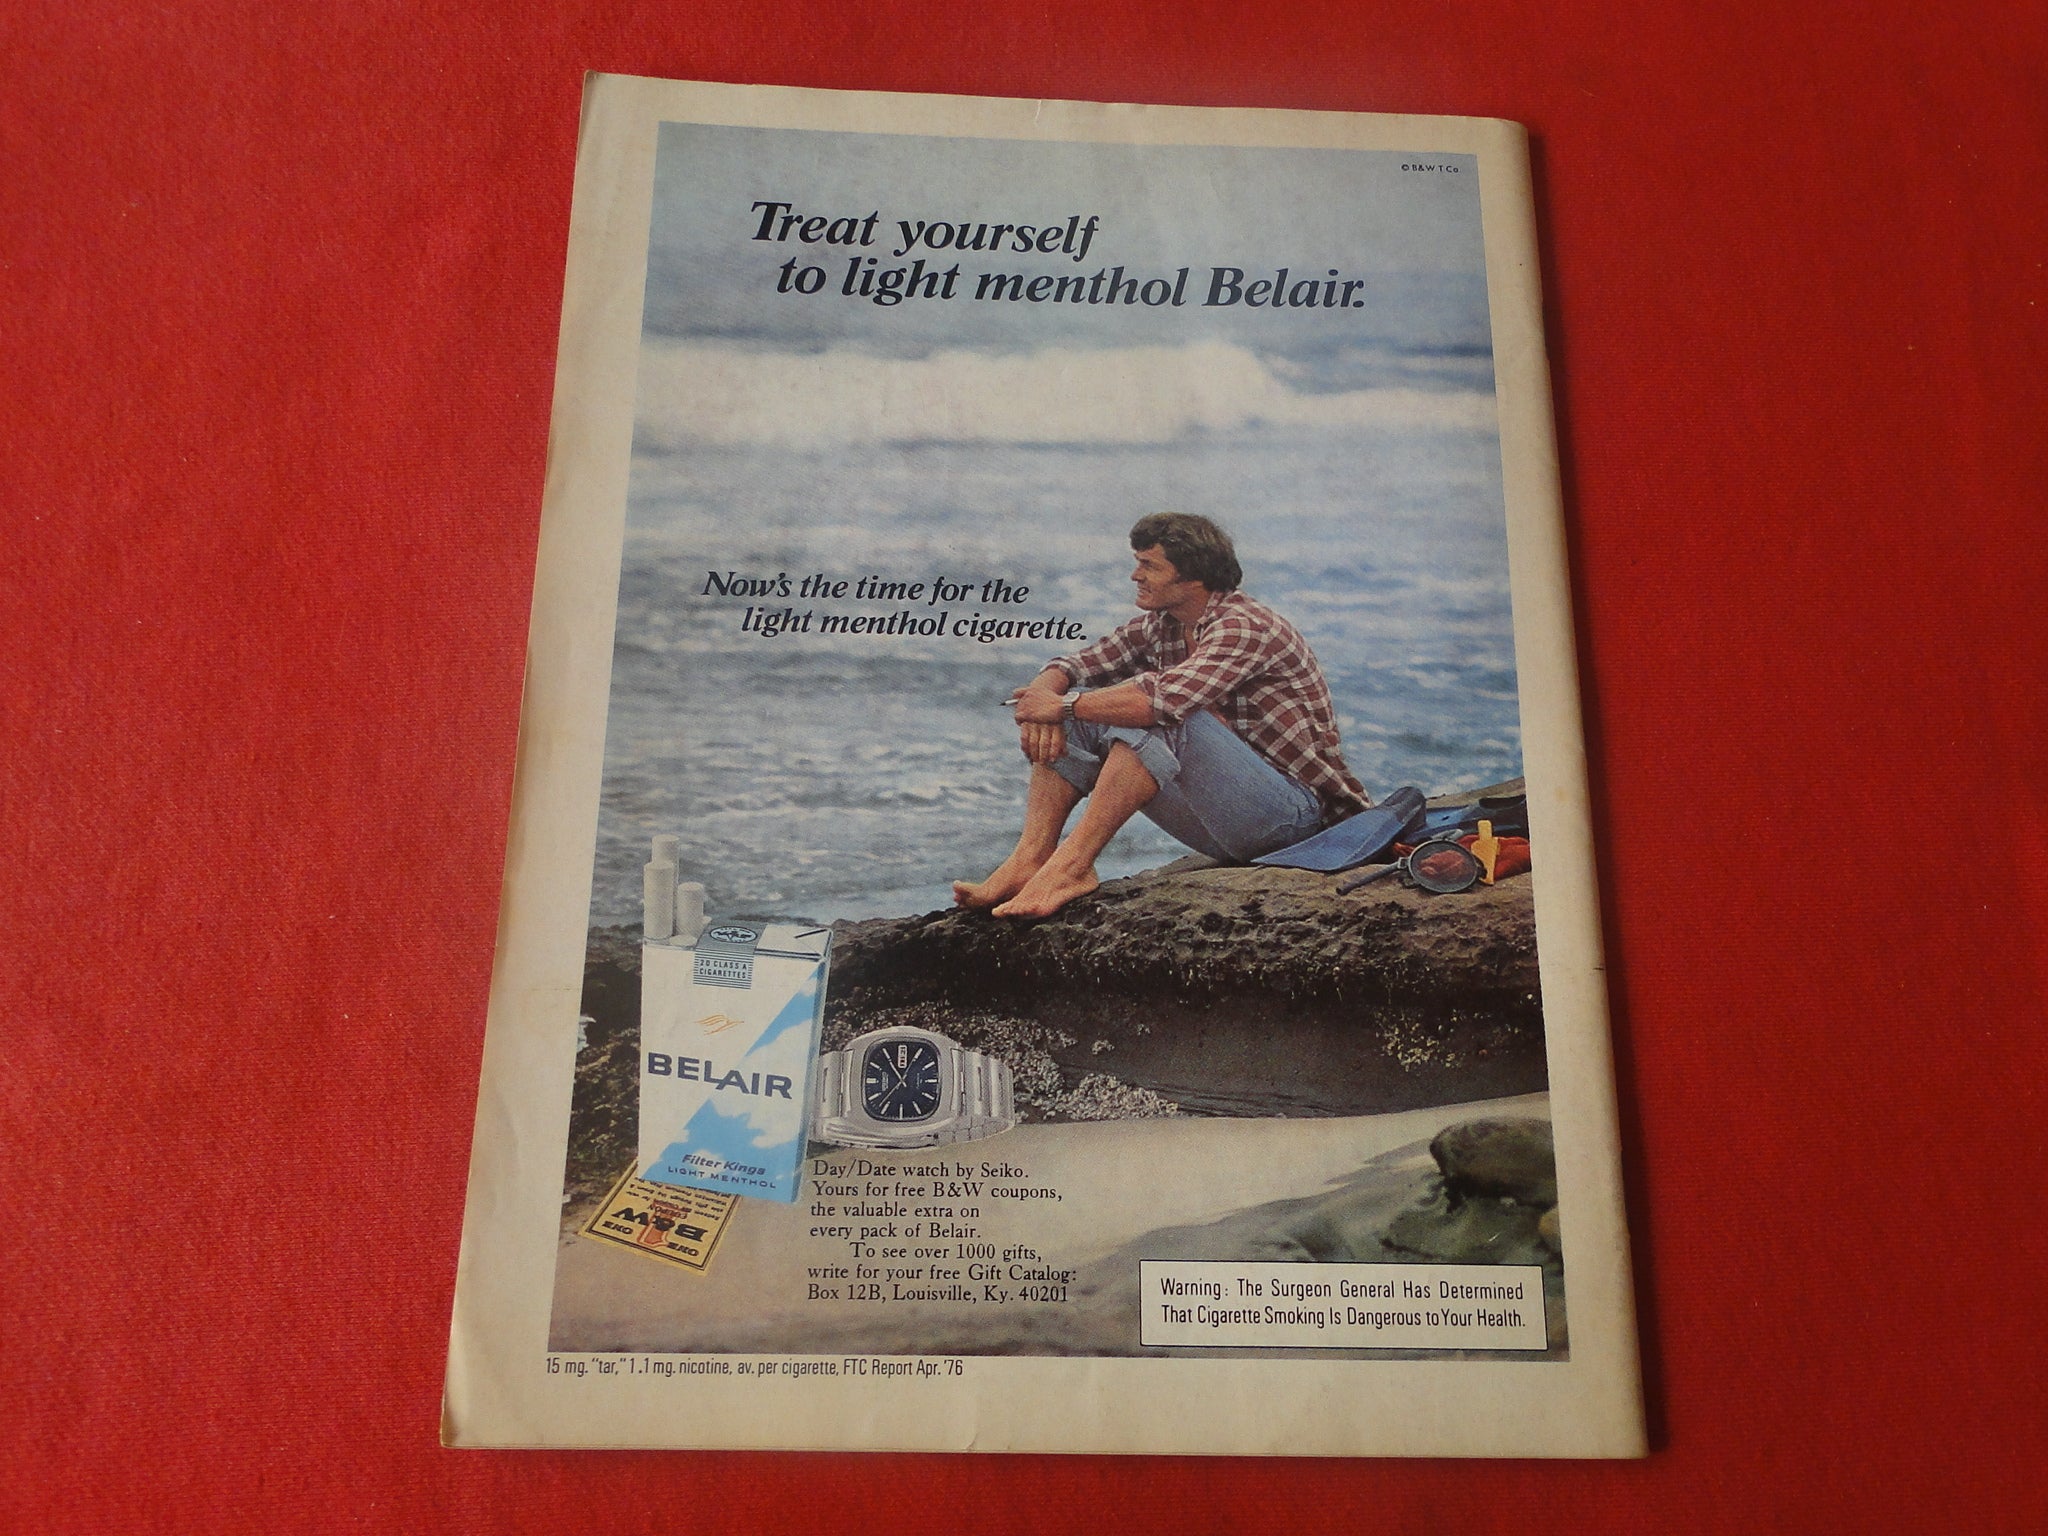 © B&W T Co
Treat yourself
to light menthol Belair.
Now's the time for the
light menthol cigarette.
20 CLASS A
CIGARETTES
BELAIR
Filter Kings
LIGHT MENTHOL
ONE
B&W
COUPON
ONE
Day/Date watch by Seiko.
Yours for free B&W coupons,
the valuable extra on
every pack of Belair.
To see over 1000 gifts,
write for your free Gift Catalog:
Box 12B, Louisville, Ky. 40201
Warning: The Surgeon General Has Determined
That Cigarette Smoking Is Dangerous to Your Health.
15 mg. "tar," 1.1 mg. nicotine, av. per cigarette, FTC Report Apr. '76